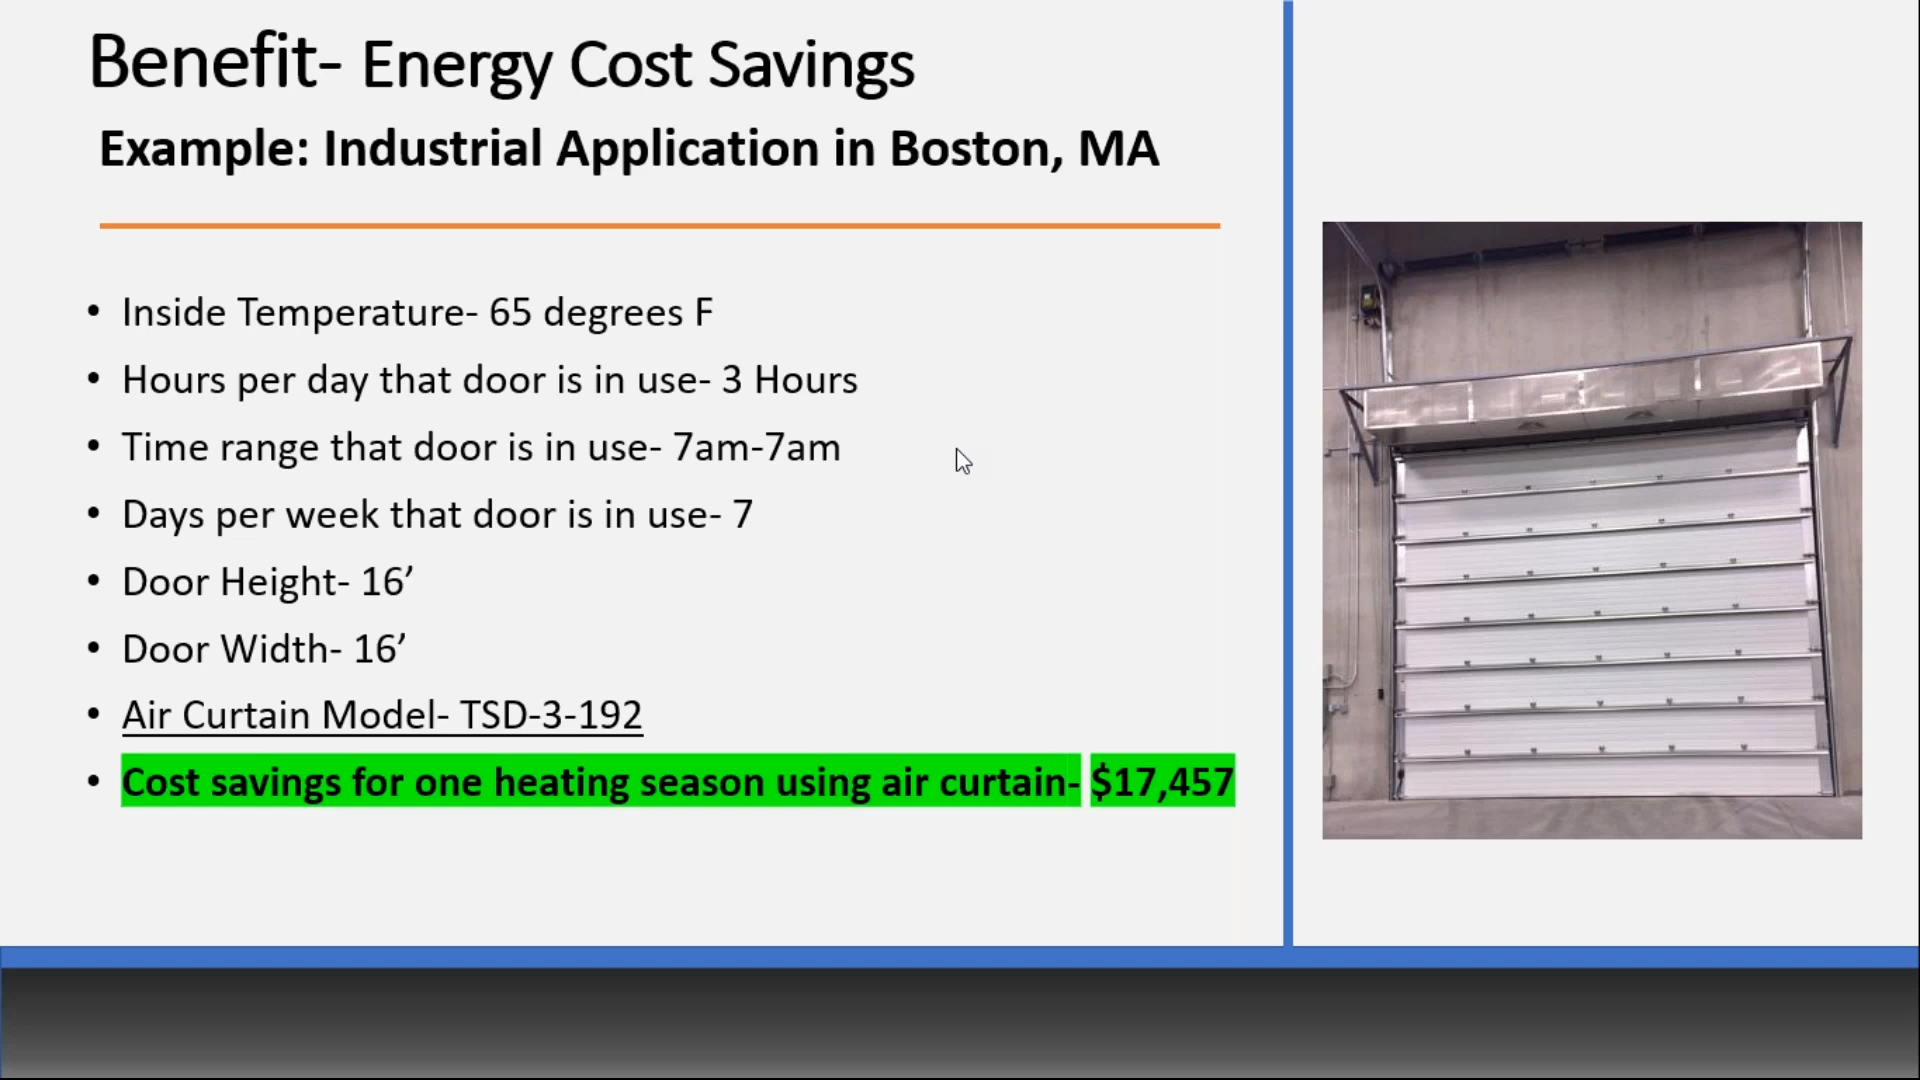 Benefit- Energy Cost Savings
Example: Industrial Application in Boston, MA
• Inside Temperature- 65 degrees F
• Hours per day that door is in use- 3 Hours
• Time range that door is in use- 7am-7am
• Days per week that door is in use- 7
• Door Height- 16’
• Door Width- 16’
• Air Curtain Model- TSD-3-192
• Cost savings for one heating season using air curtain- $17,457